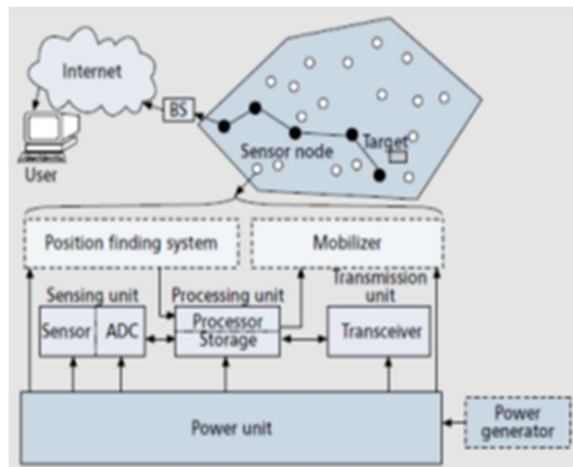 Internet
BS
User
Sensor node
Target
Position finding system
Mobilizer
Sensing unit
Processing unit
Transmission
unit
Sensor
ADC
Processor
Storage
Transceiver
Power unit
Power
generator